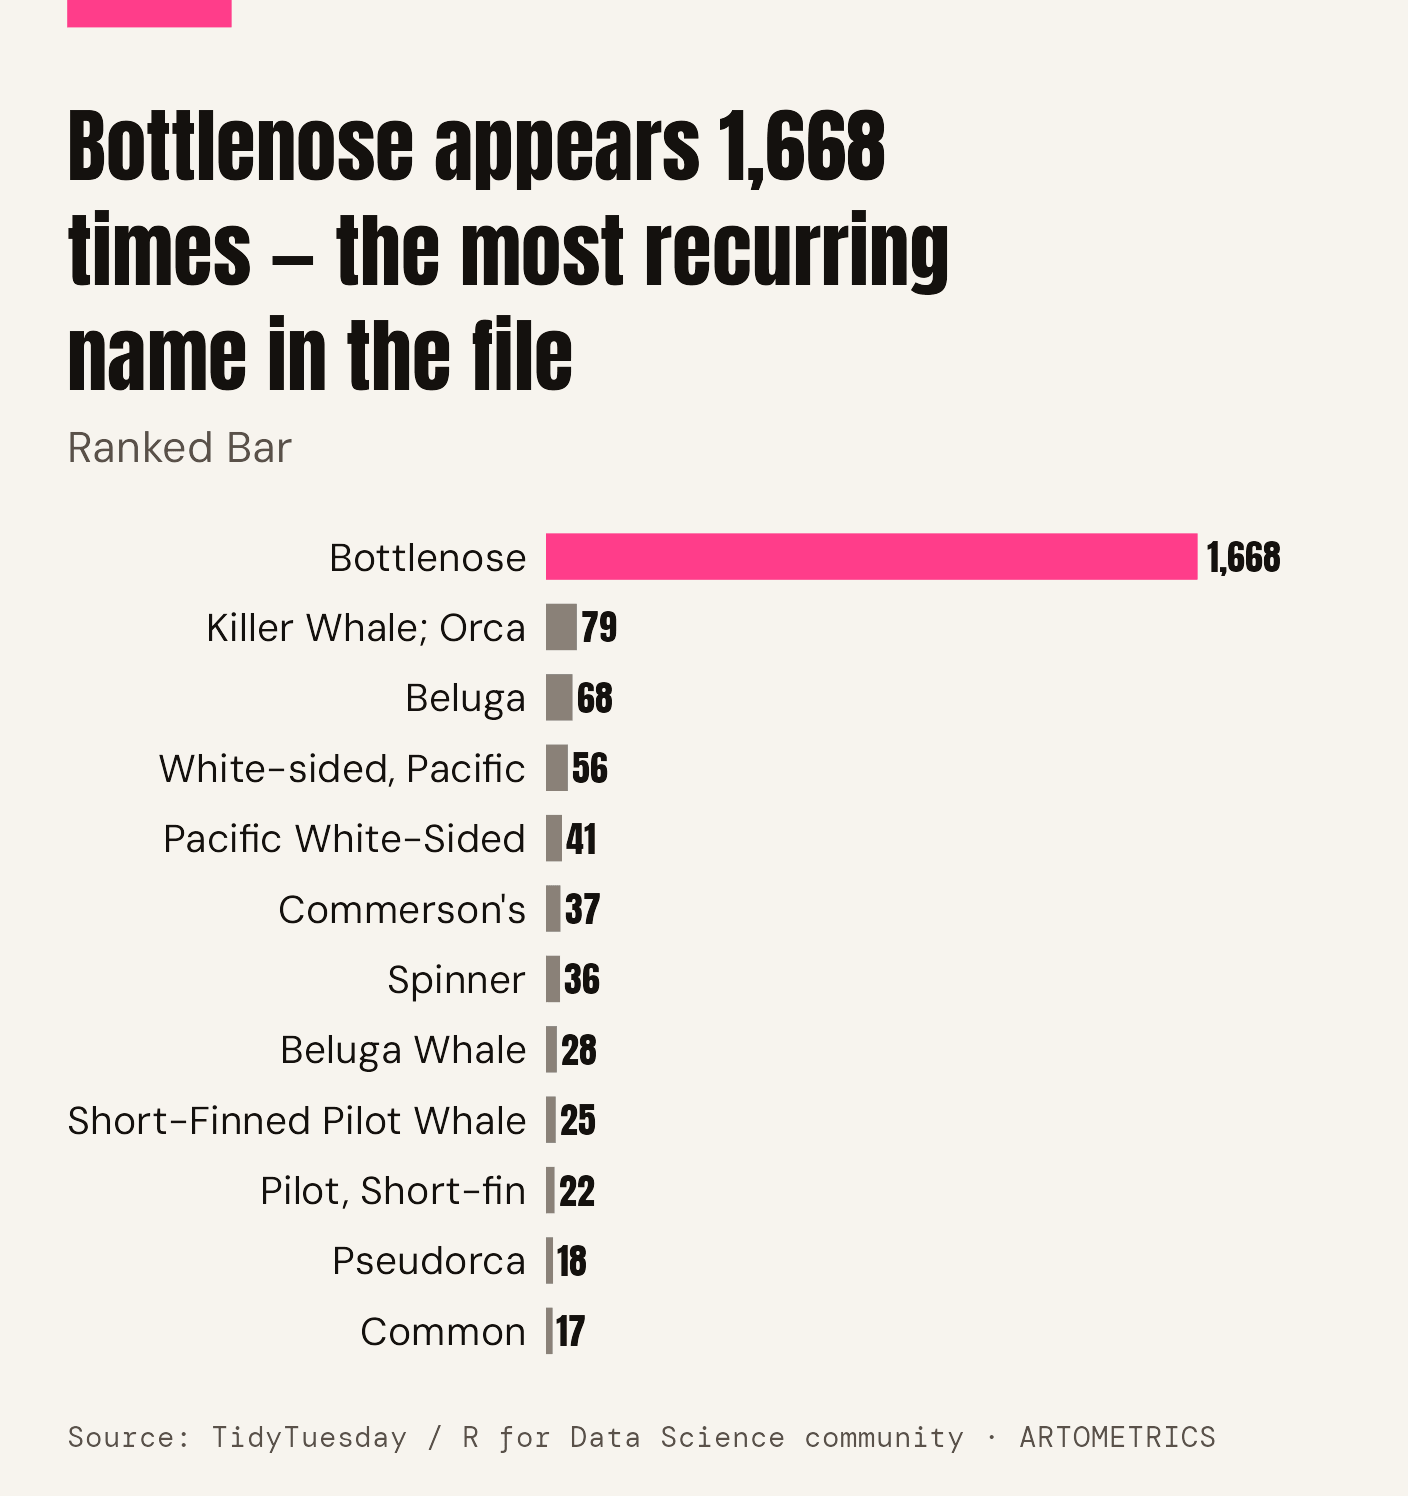 Bottlenose appears 1,668
times – the most recurring
name in the file
Ranked Bar
Bottlenose 1,668
Killer Whale; Orca 79
Beluga 68
White-sided, Pacific 56
Pacific White-Sided 41
Commerson's 37
Spinner 36
Beluga Whale 28
Short-Finned Pilot Whale 25
Pilot, Short-fin 22
Pseudorca 18
Common 17
Source: TidyTuesday / R for Data Science community · ARTOMETRICS